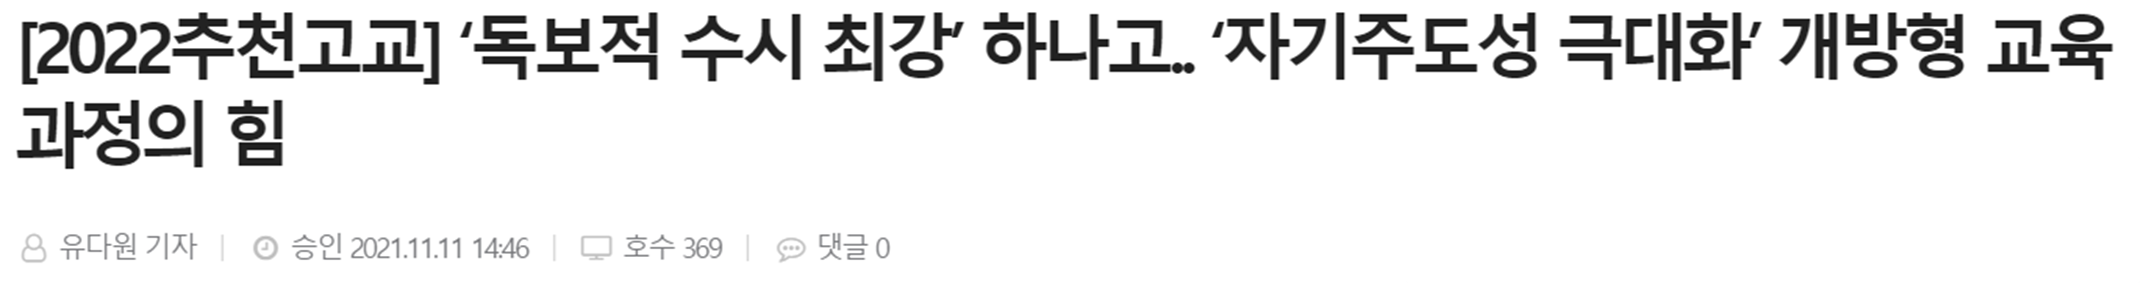 [2022추천고교] ‘독보적 수시 최강’ 하나고.. ‘자기주도성 극대화’ 개방형 교육
과정의 힘
유다원 기자 | 승인 2021.11.11 14:46 | 호수 369 | 댓글 0